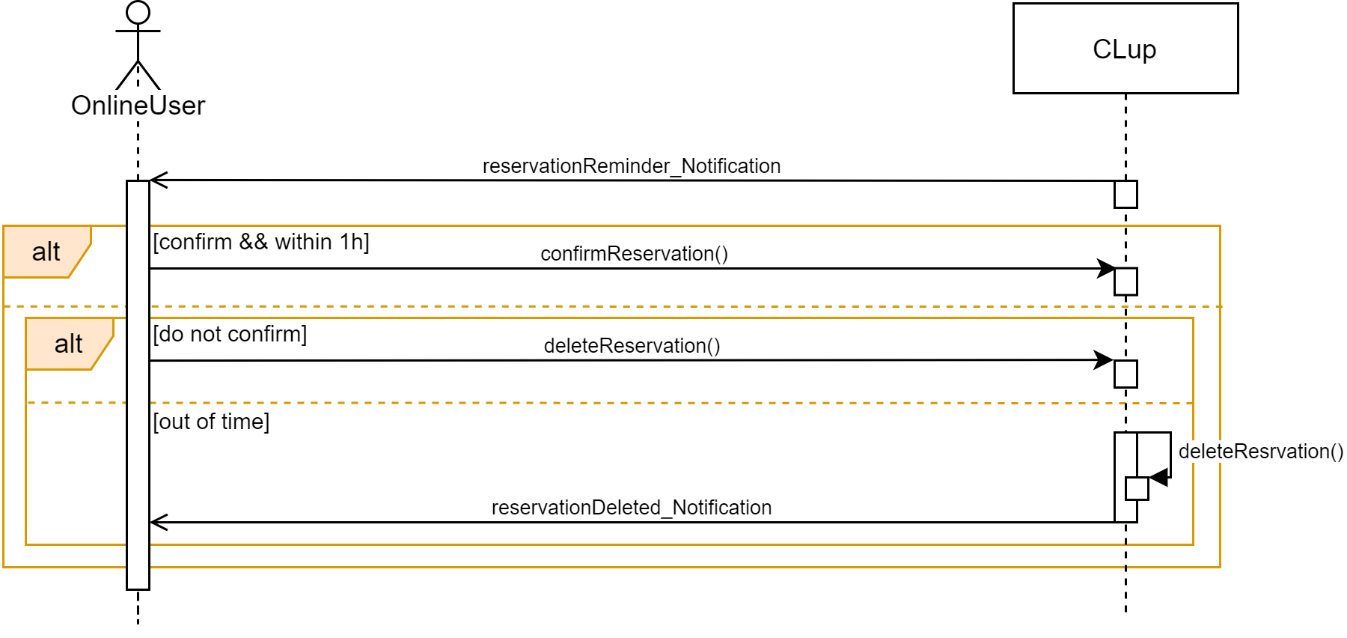 OnlineUser
CLup
reservationReminder_Notification
alt
[confirm && within 1h]
confirmReservation()
alt
[do not confirm]
deleteReservation()
[out of time]
deleteResrvation()
reservationDeleted_Notification